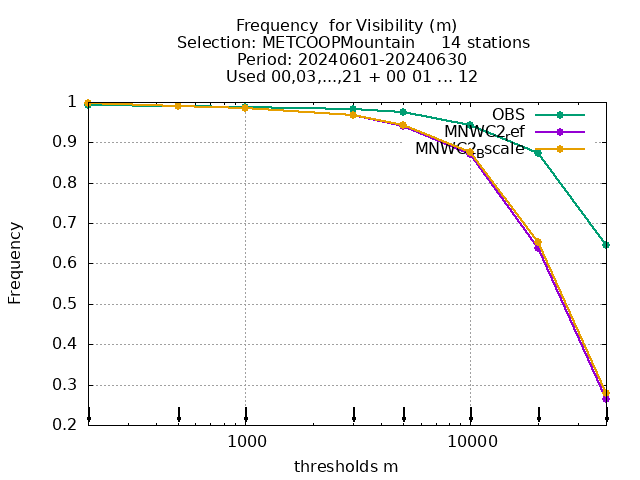 Frequency  for Visibility (m)
Selection: METCOOPMountain     14 stations
Period: 20240601-20240630
Used 00,03,...,21 + 00 01 ... 12
OBS
MNWC2ref
MNWC2Bscale
1
0.9
0.8
0.7
0.6
0.5
0.4
0.3
0.2
Frequency
1000
10000
thresholds m